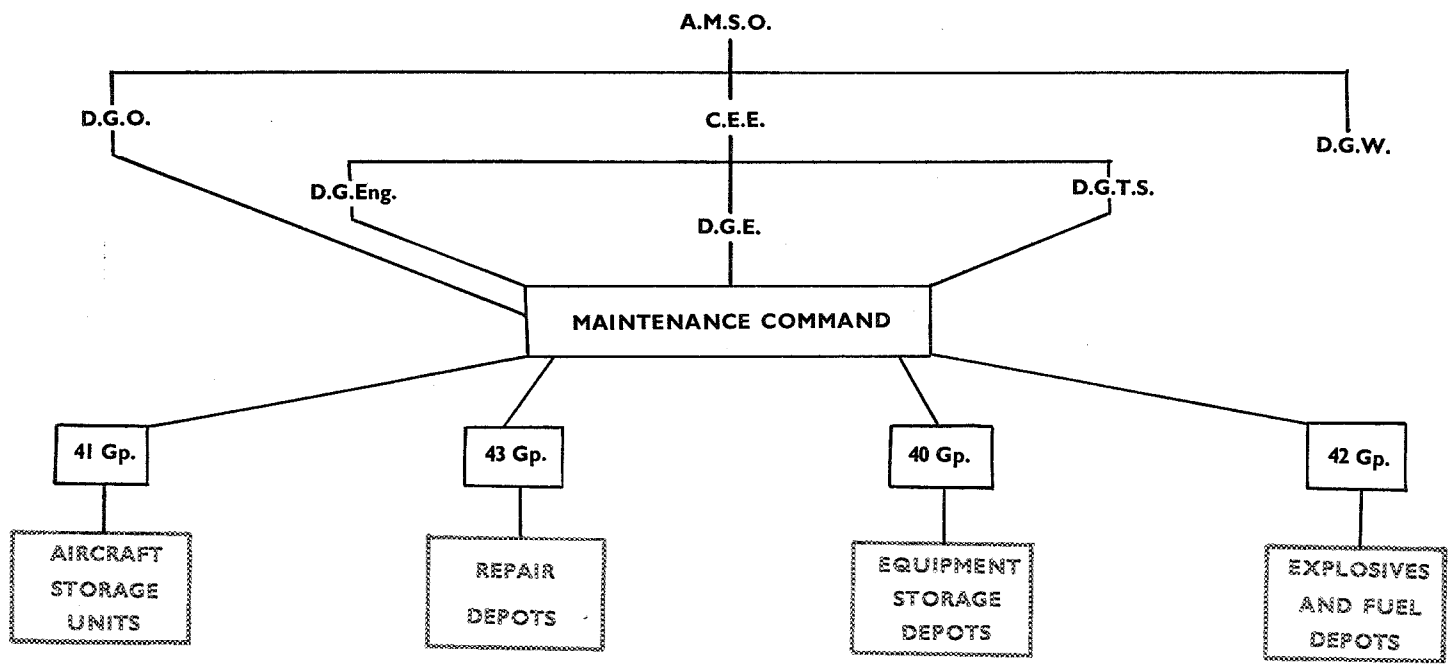 A.M.S.O.
D.G.O.
C.E.E.
D.G.W.
D.G.Eng.
D.G.T.S.
D.G.E.
MAINTENANCE COMMAND
41 Gp.
43 Gp.
40 Gp.
42 Gp.
AIRCRAFT
STORAGE
UNITS
REPAIR
DEPOTS
EQUIPMENT
STORAGE
DEPOTS
EXPLOSIVES
AND FUEL
DEPOTS